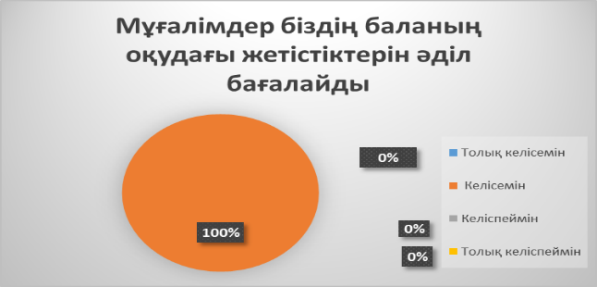 Мұғалімдер біздің баланың
оқудағы жетістіктерін әділ
бағалайды
0%
Толық келісемін
Келісемін
Келіспеймін
100%
0%
0%
Толық келіспеймін